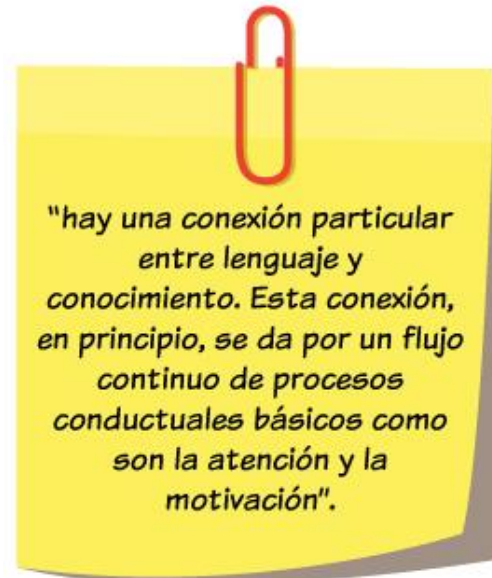 "hay una conexión particular
entre lenguaje y
conocimiento. Esta conexión,
en principio, se da por un flujo
continuo de procesos
conductuales básicos como
son la atención y la
motivación".